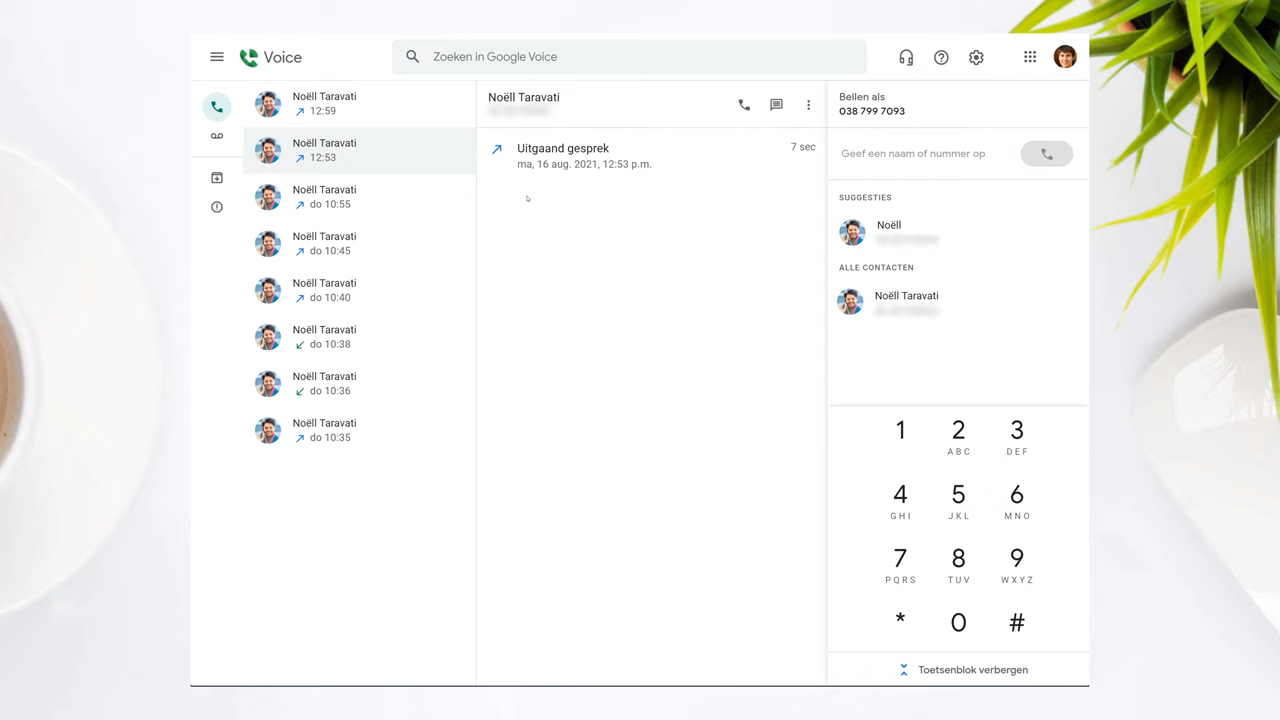 Voice
Zoeken in Google Voice
Noëll Taravati
12:59
Noëll Taravati
12:53
Noëll Taravati
do 10:55
Noëll Taravati
do 10:45
Noëll Taravati
do 10:40
Noëll Taravati
do 10:38
Noëll Taravati
do 10:36
Noëll Taravati
do 10:35
Noëll Taravati
Uitgaand gesprek
7 sec
ma, 16 aug. 2021, 12:53 p.m.
Bellen als
038 799 7093
Geef een naam of nummer op
SUGGESTIES
Noëll
ALLE CONTACTEN
Noëll Taravati
1 2 3
ABC DEF
4 5 6
GHI JKL MNO
7 8 9
PQRS TUV WXYZ
* 0 #
Toetsenblok verbergen